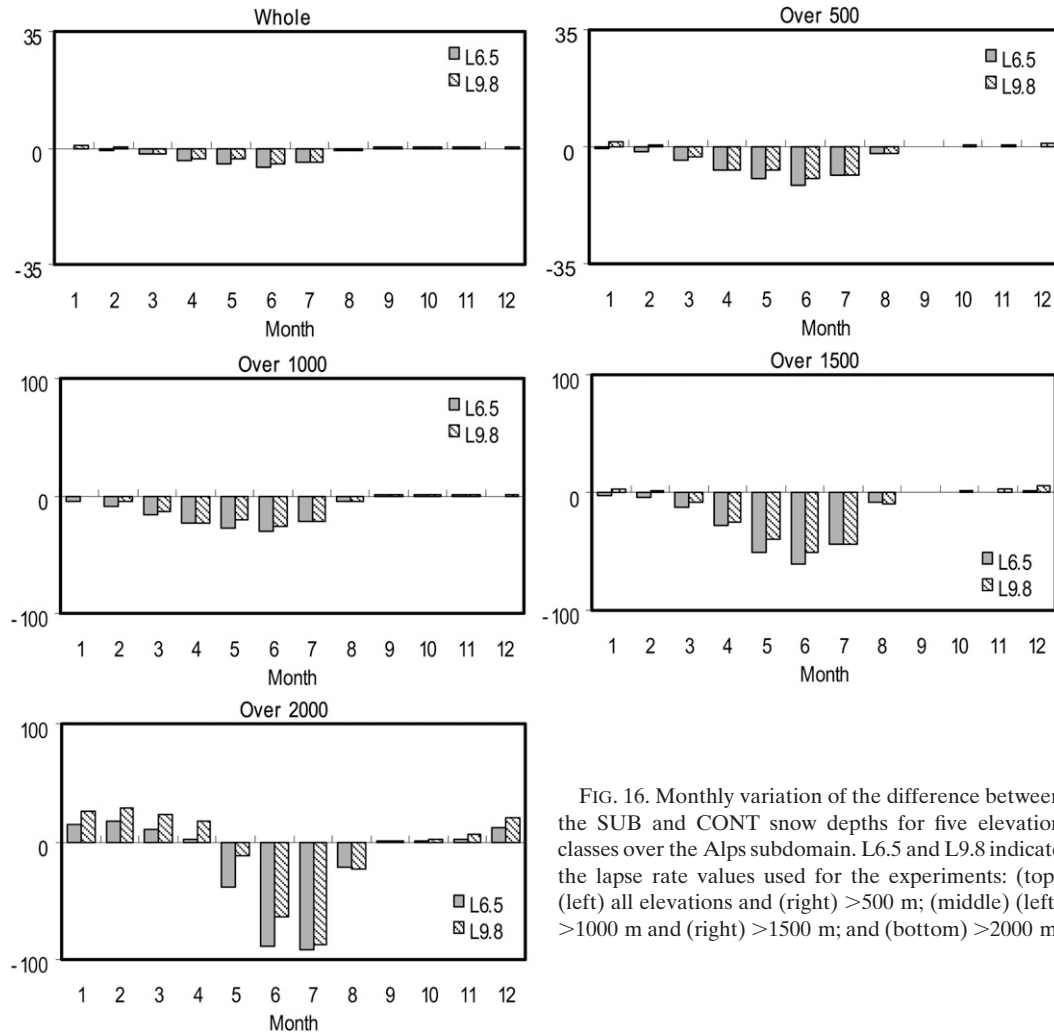 Whole
35
L6.5
L9.8
0
-35
1 2 3 4 5 6 7 8 9 10 11 12
Month
Over 500
35
L6.5
L9.8
0
-35
1 2 3 4 5 6 7 8 9 10 11 12
Month
Over 1000
100
L6.5
L9.8
0
-100
1 2 3 4 5 6 7 8 9 10 11 12
Month
Over 1500
100
0
L6.5
L9.8
-100
1 2 3 4 5 6 7 8 9 10 11 12
Month
Over 2000
100
0
L6.5
L9.8
-100
1 2 3 4 5 6 7 8 9 10 11 12
Month
FIG. 16. Monthly variation of the difference between
the SUB and CONT snow depths for five elevation
classes over the Alps subdomain. L6.5 and L9.8 indicate
the lapse rate values used for the experiments: (top
(left) all elevations and (right) >500 m; (middle) (left
>1000 m and (right) >1500 m; and (bottom) >2000 m